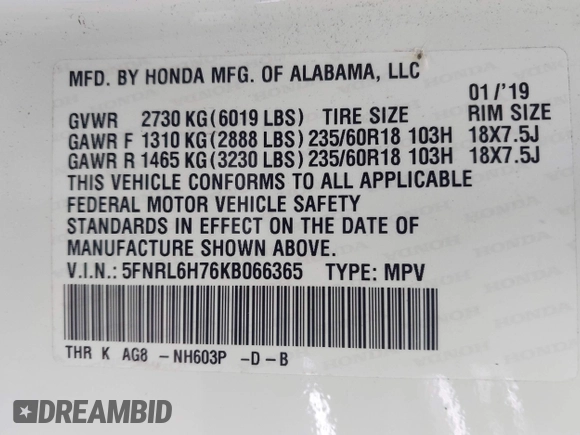 MFD. BY HONDA MFG. OF ALABAMA, LLC
01/'19
GVWR 2730 KG(6019 LBS) TIRE SIZE RIM SIZE
GAWR F 1310 KG(2888 LBS) 235/60R18 103H 18X7.5J
GAWR R 1465 KG(3230 LBS) 235/60R18 103H 18X7.5J
THIS VEHICLE CONFORMS TO ALL APPLICABLE
FEDERAL MOTOR VEHICLE SAFETY
STANDARDS IN EFFECT ON THE DATE OF
MANUFACTURE SHOWN ABOVE.
V.I.N.: 5FNRL6H76KB066365 TYPE: MPV
THR K AG8 -NH603P -D-B
DREAMBID